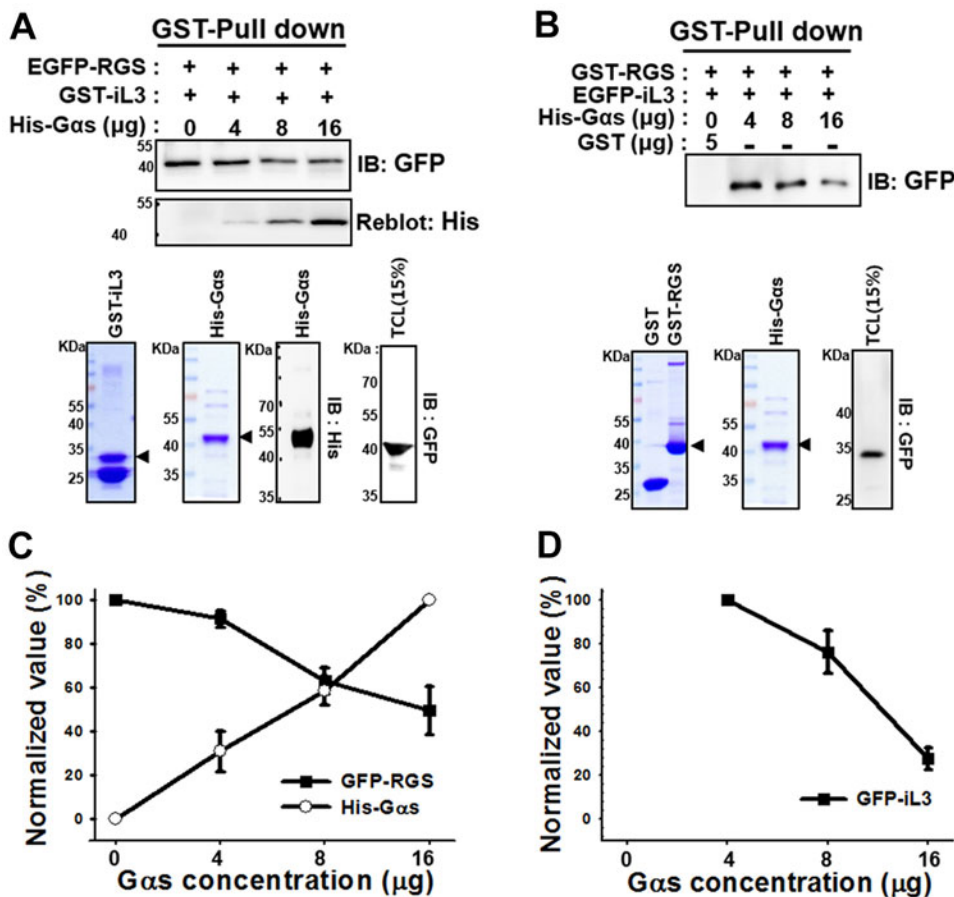 A
GST-Pull down
EGFP-RGS : + + + +
GST-iL3 : + + + +
His-Gαs (μg) : 0 4 8 16
55
40
IB: GFP
55
40
Reblot: His
GST-iL3
KDa
55
40
35
25
His-Gαs
KDa
55
40
35
His-Gαs
KDa
70
55
40
35
IB : His
TCL(15%)
KDa :
70
55
40
35
IB : GFP
B
GST-Pull down
GST-RGS : + + + +
EGFP-iL3 : + + + +
His-Gαs (μg) : 0 4 8 16
GST (μg) : 5 - - -
IB: GFP
GST
GST-RGS
KDa
55
40
35
25
His-Gαs
KDa
55
40
35
25
TCL(15%)
KDa
40
35
25
IB : GFP
C
Normalized value (%)
100
80
60
40
20
0
GFP-RGS
His-Gαs
0 4 8 16
Gαs concentration (μg)
D
Normalized value (%)
100
80
60
40
20
0
GFP-iL3
0 4 8 16
Gαs concentration (μg)